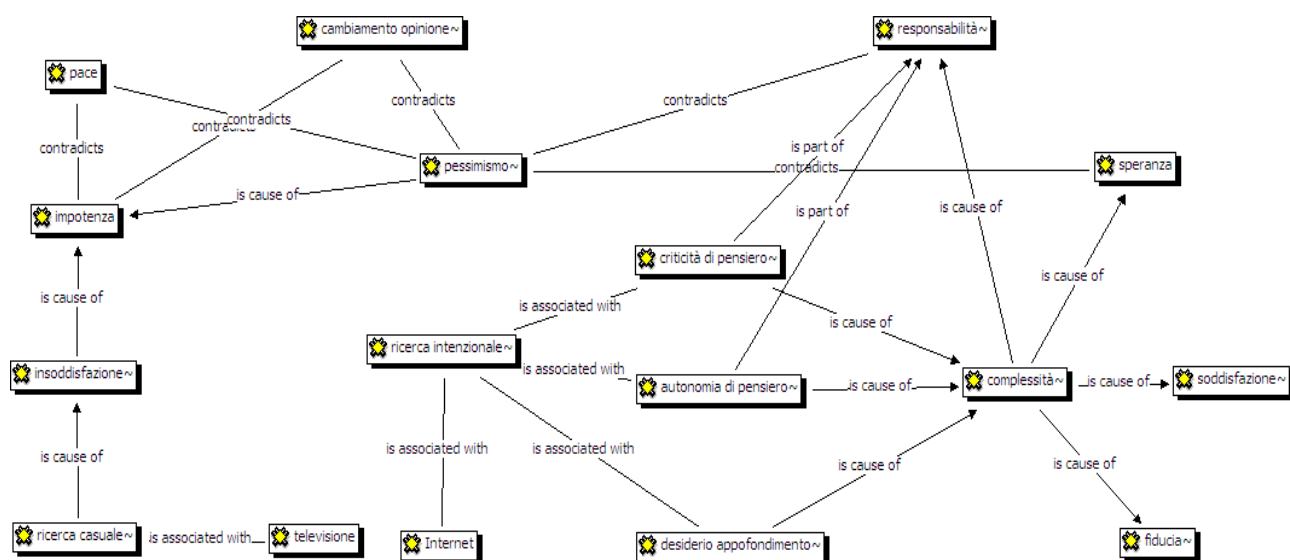 cambiamento opinione~
responsabilità~
pace
contradicts
contradicts
contradicts
contradicts
contradicts
is part of
pessimismo~
contradicts
speranza
is cause of
impotenza
is part of
is cause of
criticità di pensiero~
is cause of
is cause of
is associated with
is cause of
ricerca intenzionale~
insoddisfazione~
is associated with
autonomia di pensiero~
is cause of
complessità~
is cause of
soddisfazione~
is associated with
is associated with
is cause of
is cause of
is cause of
ricerca casuale~
is associated with
televisione
Internet
desiderio appofondimento~
fiducia~